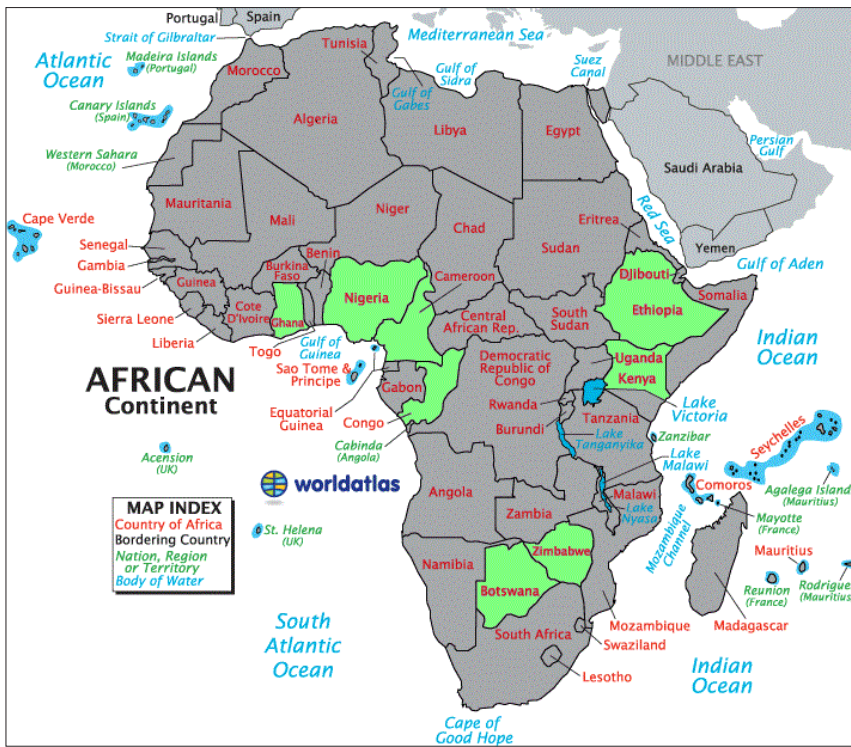 Portugal
Spain
Strait of Gilbraltar
Mediterranean Sea
Madeira Islands
(Portugal)
Atlantic
Ocean
Tunisia
Morocco
Gulf of
Sidra
Gulf of
Gabes
Suez
Canal
MIDDLE EAST
Canary Islands
(Spain)
Algeria
Libya
Egypt
Persian
Gulf
Western Sahara
(Morocco)
Saudi Arabia
Mauritania
Mali
Niger
Chad
Sudan
Eritrea
Red Sea
Yemen
Gulf of Aden
Cape Verde
Senegal
Gambia
Guinea-Bissau
Guinea
Sierra Leone
Liberia
Cote
D'Ivoire
Burkina
Faso
Benin
Ghana
Togo
Nigeria
Cameroon
Central
African Rep.
South
Sudan
Djibouti
Ethiopia
Somalia
Gulf of
Guinea
Sao Tome &
Principe
Equatorial
Guinea
Gabon
Congo
Cabinda
(Angola)
Democratic
Republic of
Congo
Uganda
Kenya
Rwanda
Burundi
Tanzania
Lake
Victoria
Lake
Tanganyika
Zanzibar
Indian
Ocean
Seychelles
AFRICAN
Continent
Acension
(UK)
worldatlas
Angola
Zambia
Malawi
Lake
Malawi
Lake
Nyasa
Comoros
Agalega Island
(Mauritius)
Mayotte
(France)
Mozambique
Channel
MAP INDEX
Country of Africa
Bordering Country
Nation, Region
or Territory
Body of Water
St. Helena
(UK)
Namibia
Botswana
Zimbabwe
Mauritius
Reunion
(France)
Rodrigue
(Mauritius
Mozambique
Madagascar
South Africa
Swaziland
Lesotho
South
Atlantic
Ocean
Indian
Ocean
Cape of
Good Hope